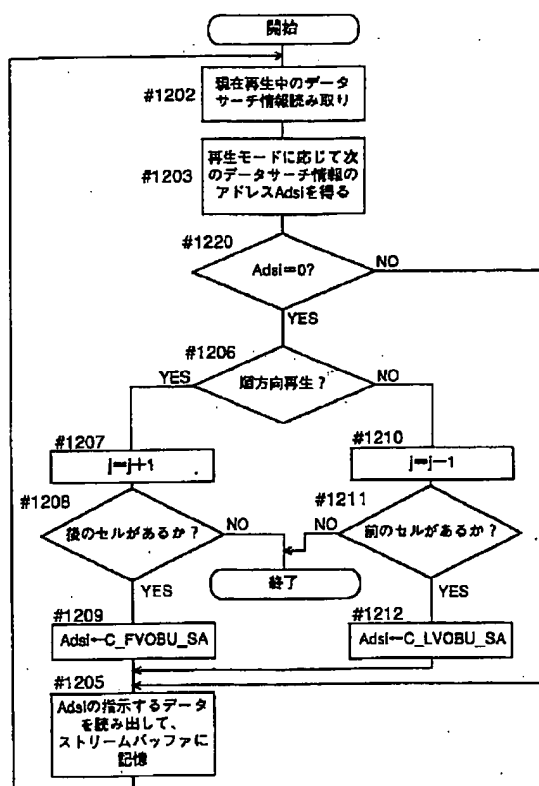 開始
#1202
現在再生中のデータ
サーチ情報読み取り
#1203
再生モードに応じて次
のデータサーチ情報の
アドレスAdsiを得る
#1220
Adsi=0?
NO
YES
#1206
順方向再生?
YES
NO
#1207
j=j+1
#1210
j=j-1
#1208
後のセルがあるか?
NO
YES
#1211
前のセルがあるか?
NO
YES
終了
#1209
Adsi←C_FVOBU_SA
#1212
Adsi←C_LVOBU_SA
#1205
Adsiの指示するデータ
を読み出して、
ストリームバッファに
記憶